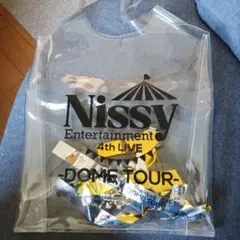 Nissy
Entertainment
4th LIVE
-DOME TOUR-